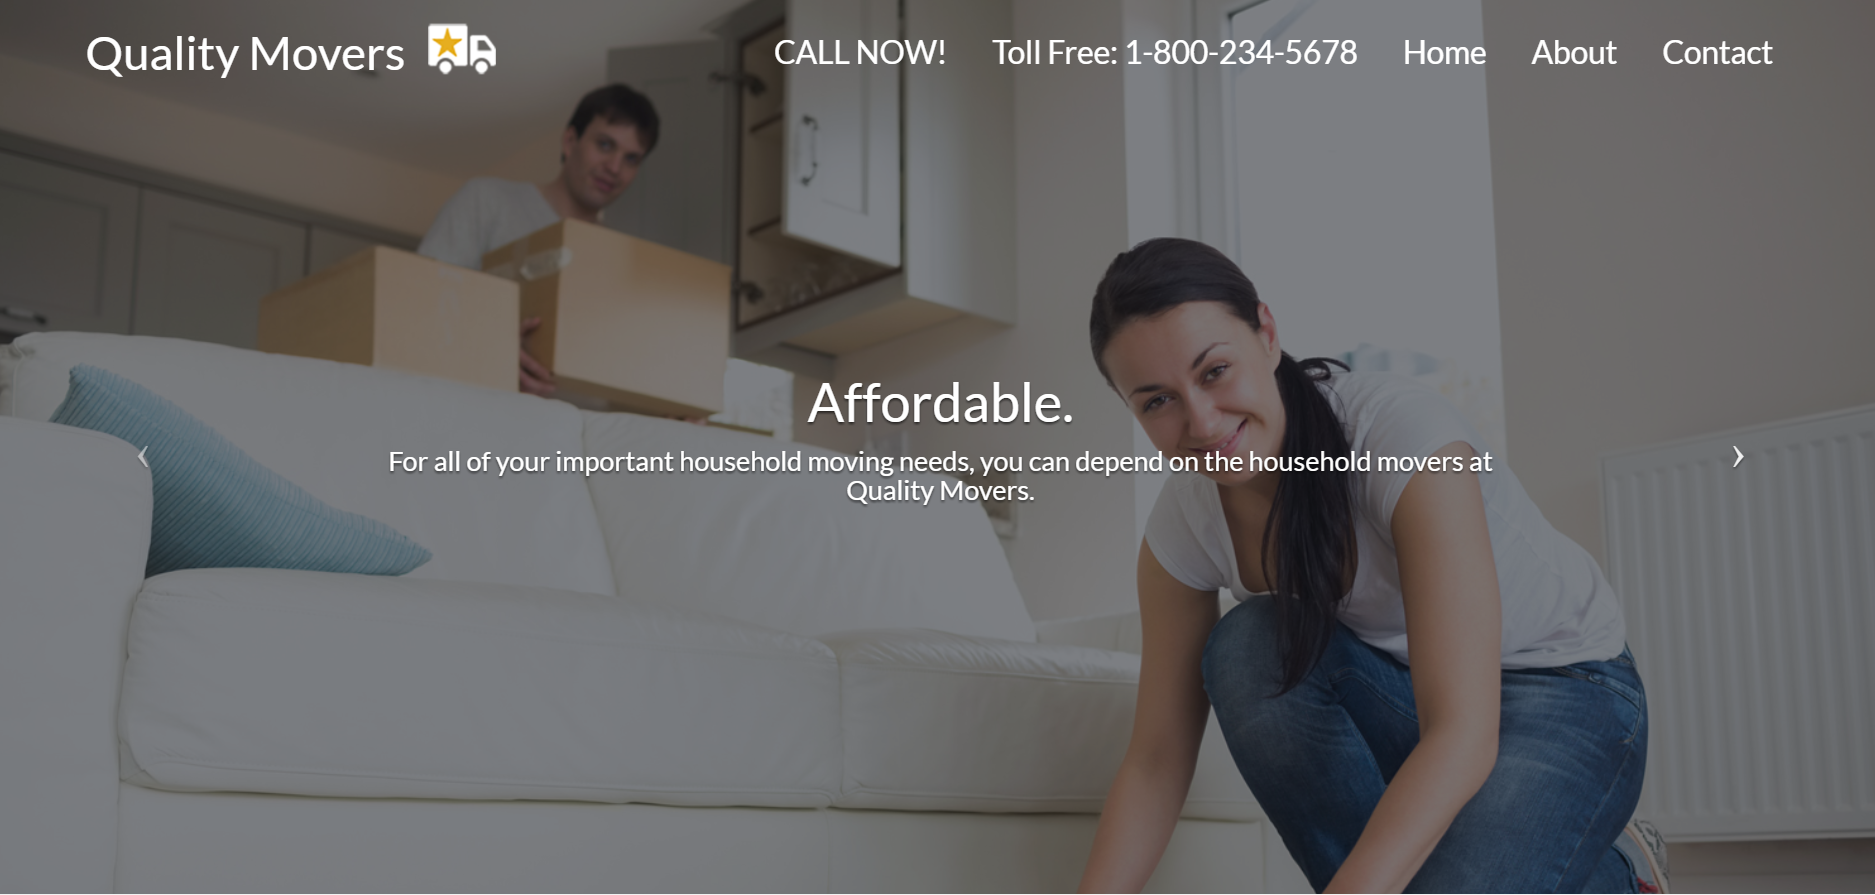 Quality Movers
CALL NOW! Toll Free: 1-800-234-5678 Home About Contact
Affordable.
For all of your important household moving needs, you can depend on the household movers at
Quality Movers.